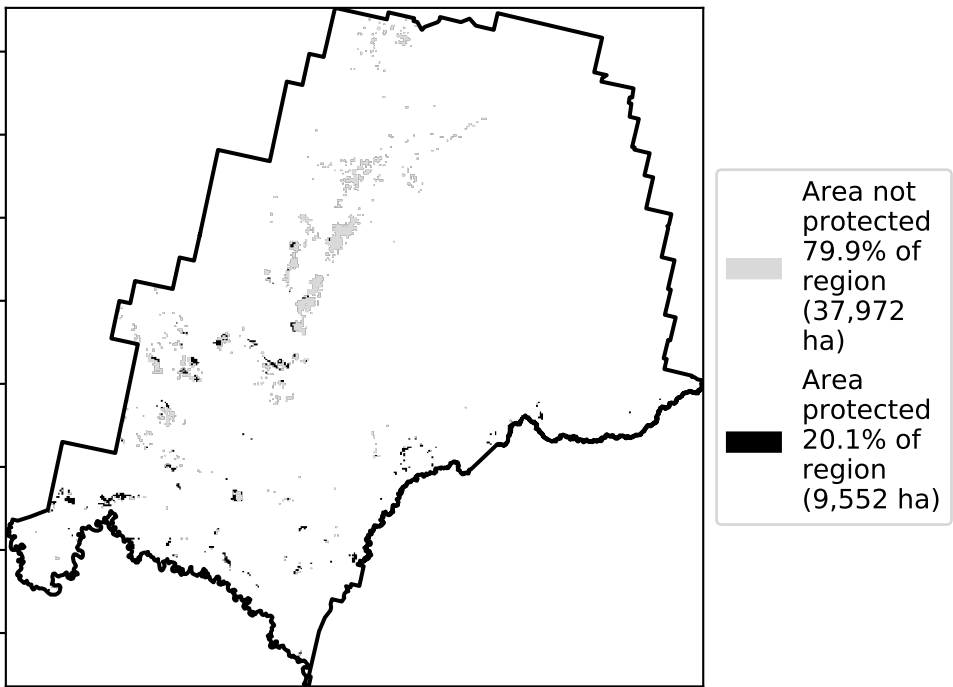 Area not
protected
79.9% of
region
(37,972
ha)
Area
protected
20.1% of
region
(9,552 ha)